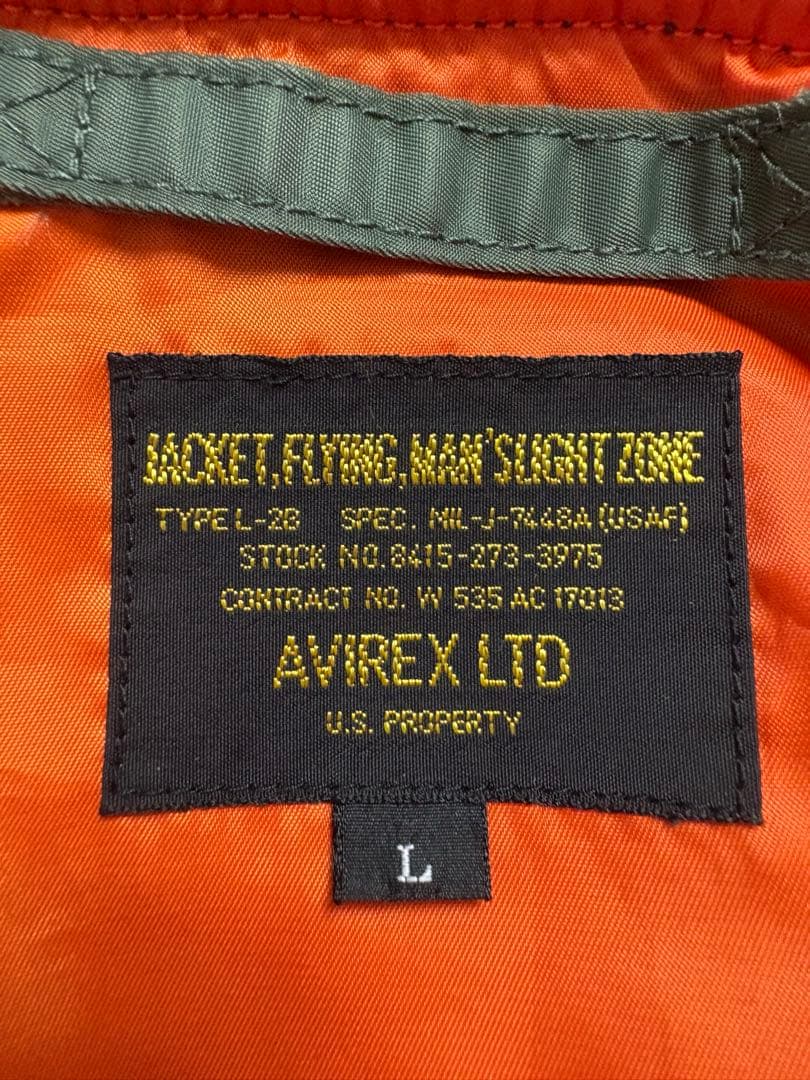 JACKET,FLYING,MAN'SLIGHT ZONE
TYPE L-2B SPEC. MIL-J-7448A (USAF)
STOCK NO.8415-273-3975
CONTRACT NO. W 535 AC 17013
AVIREX LTD
U.S. PROPERTY
L